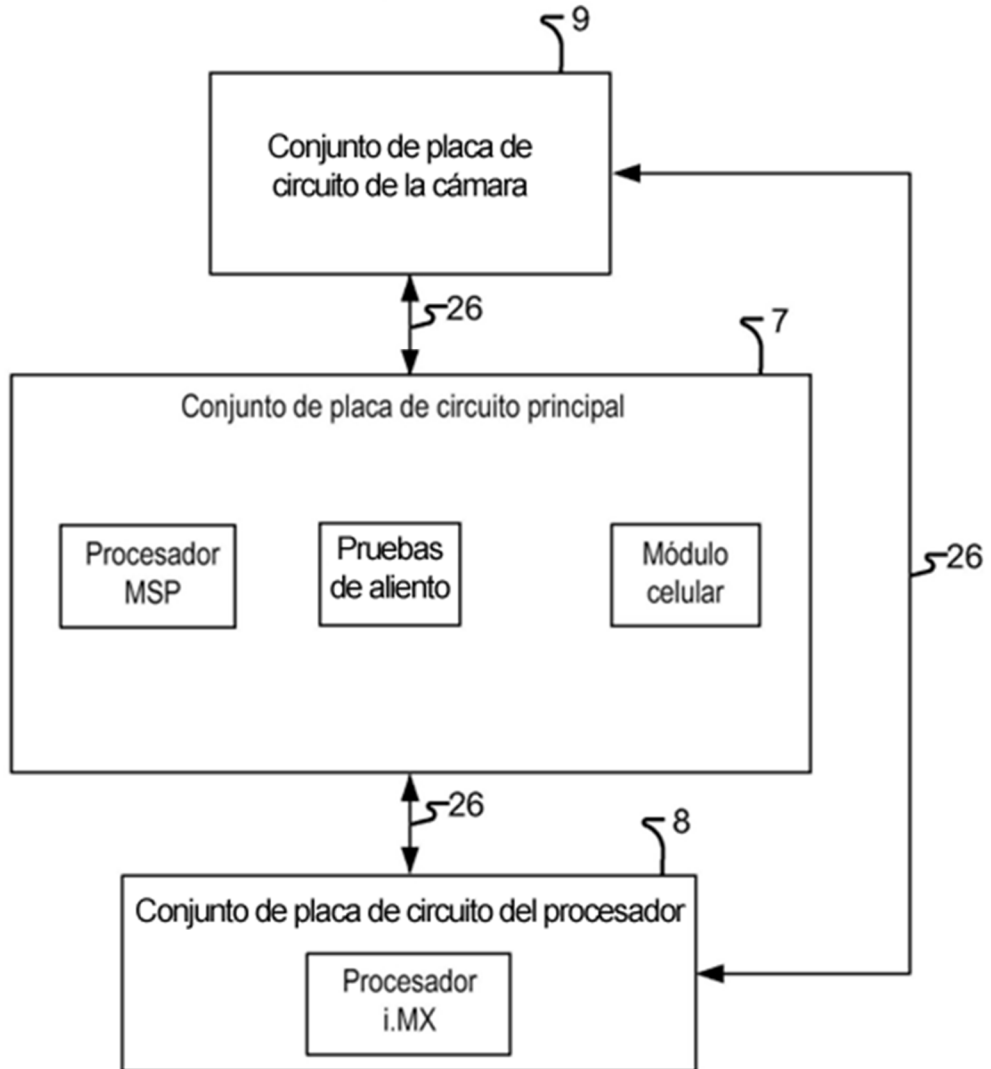 9
Conjunto de placa de
circuito de la cámara
26
7
Conjunto de placa de circuito principal
Procesador
MSP
Pruebas
de aliento
Módulo
celular
26
26
8
Conjunto de placa de circuito del procesador
Procesador
i.MX